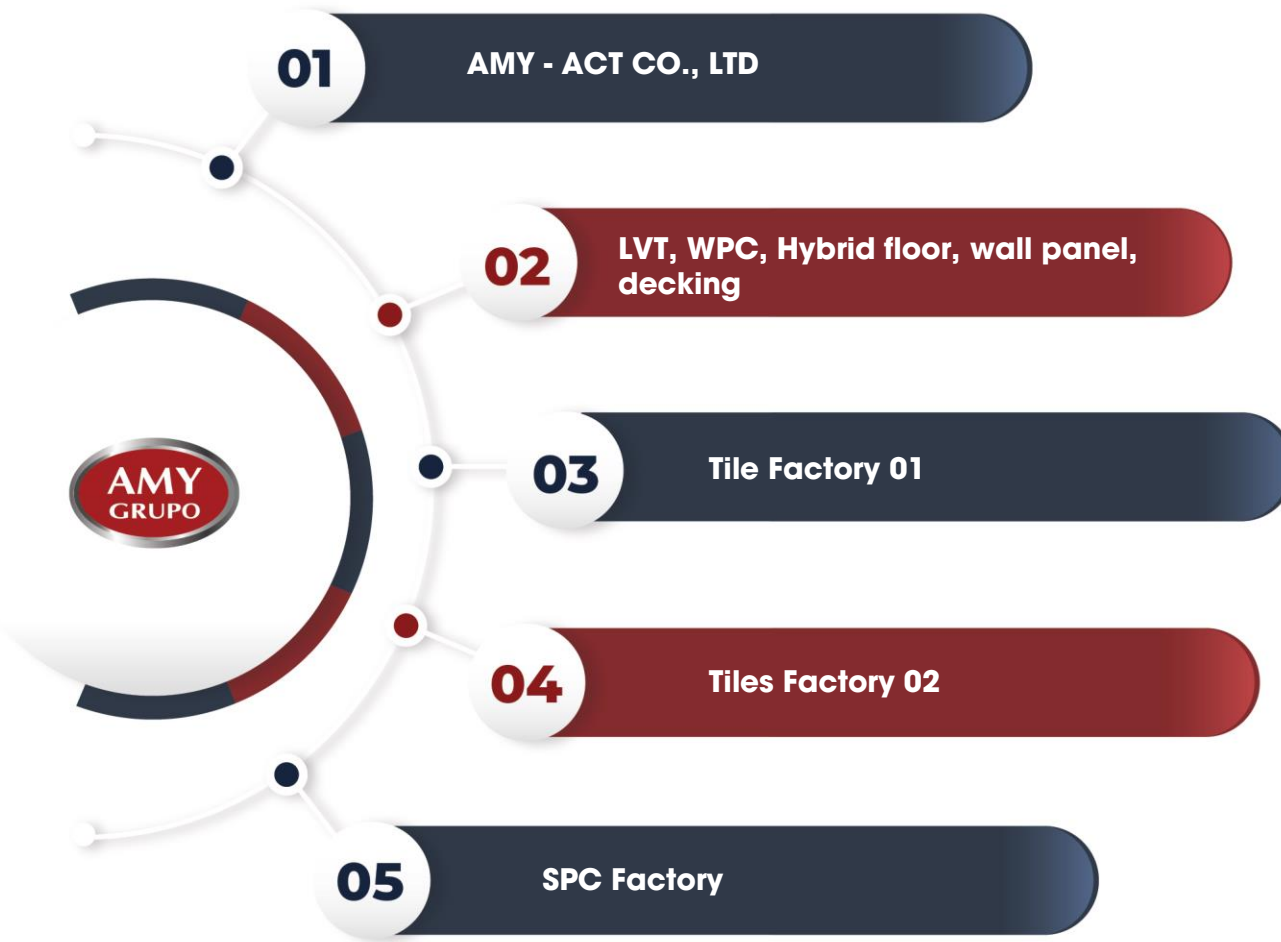 01
AMY - ACT CO., LTD
02
LVT, WPC, Hybrid floor, wall panel,
decking
AMY
GRUPO
03
Tile Factory 01
04
Tiles Factory 02
05
SPC Factory